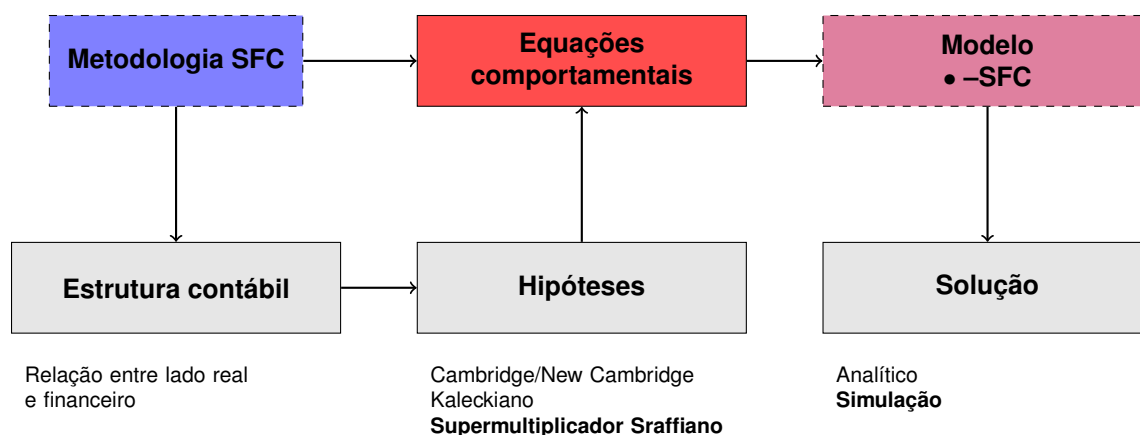 Metodologia SFC
Equações
comportamentais
Modelo
• –SFC
Estrutura contábil
Hipóteses
Solução
Relação entre lado real
e financeiro
Cambridge/New Cambridge
Kaleckiano
Supermultiplicador Sraffiano
Analítico
Simulação